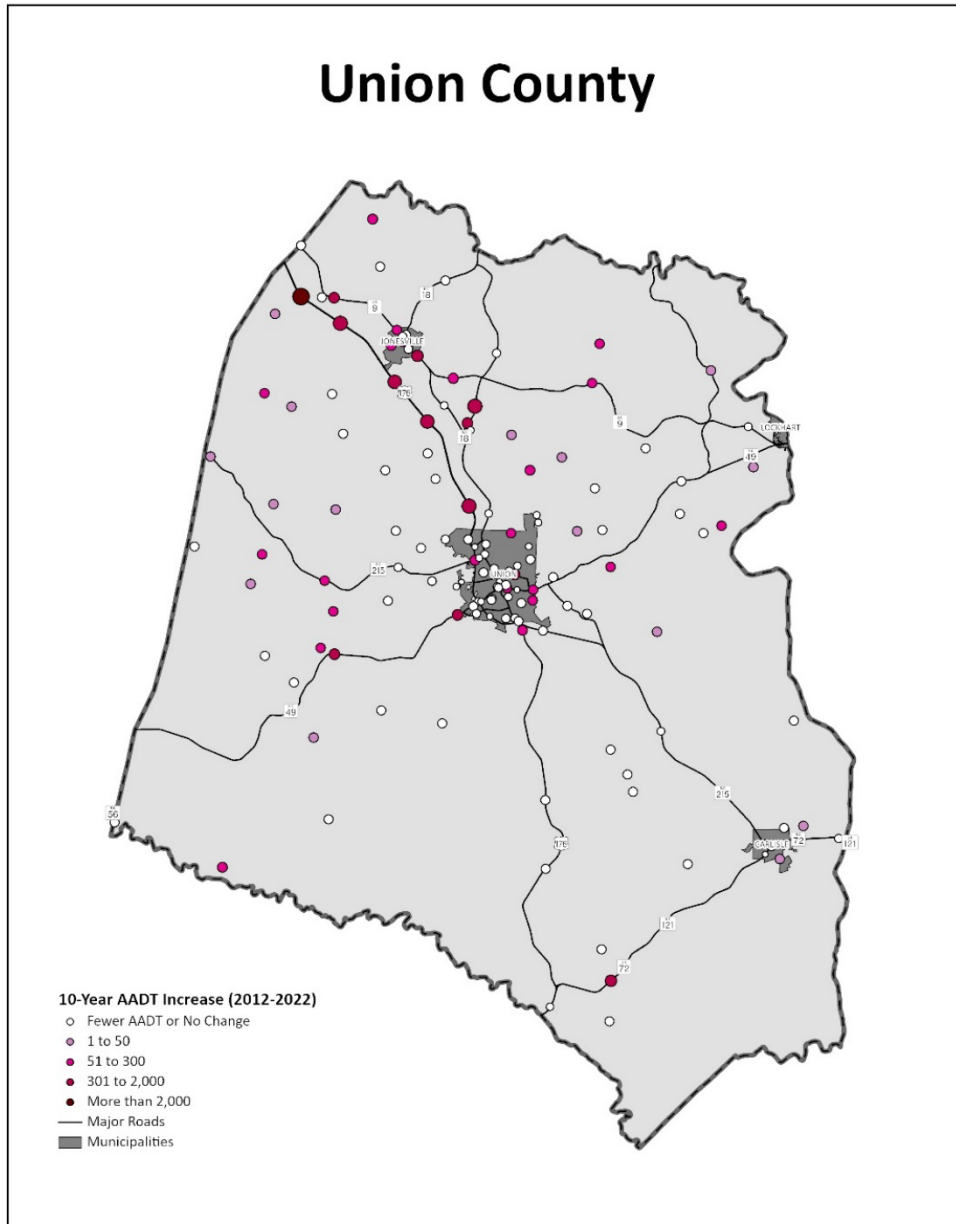 Union County
18
9
JONESVILLE
176
18
9
LOCKHART
49
215
UNION
49
56
215
176
CARLISLE
72
121
121
72
10-Year AADT Increase (2012-2022)
Fewer AADT or No Change
1 to 50
51 to 300
301 to 2,000
More than 2,000
Major Roads
Municipalities